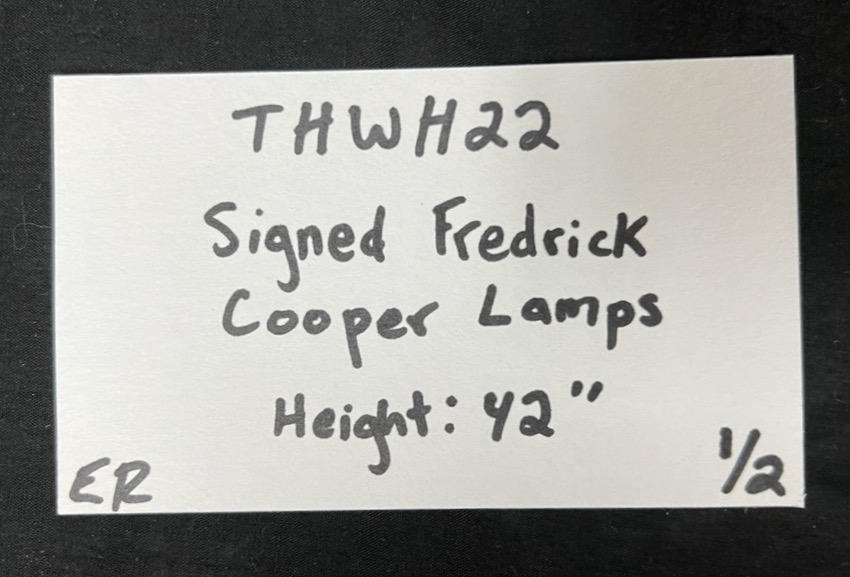 THWH22
Signed Fredrick
Cooper Lamps
Height: 42"
ER
1/2